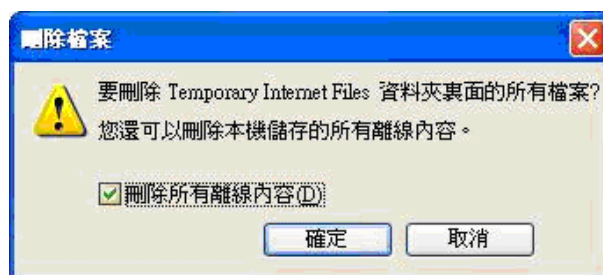 刪除檔案
要刪除 Temporary Internet Files 資料夾裏面的所有檔案?
您還可以刪除本機儲存的所有離線內容。
刪除所有離線內容(D)
確定 取消